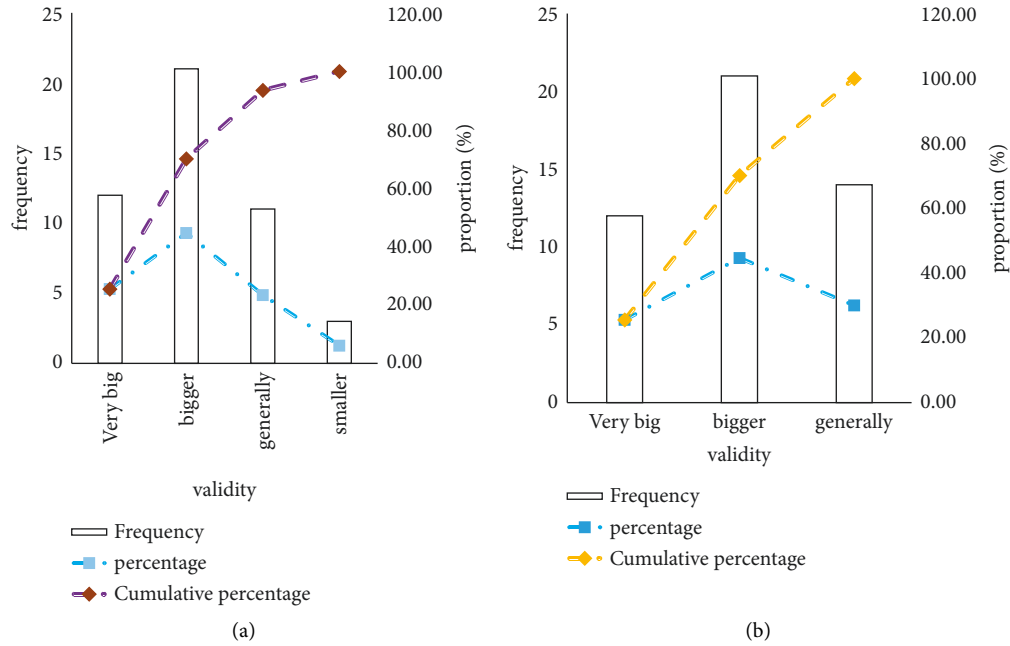 25
20
15
10
5
0
frequency
120.00
100.00
80.00
60.00
40.00
20.00
0.00
proportion (%)
Very big
bigger
generally
smaller
validity
Frequency
percentage
Cumulative percentage
(a)
25
20
15
10
5
0
frequency
120.00
100.00
80.00
60.00
40.00
20.00
0.00
proportion (%)
Very big
bigger
generally
validity
Frequency
percentage
Cumulative percentage
(b)